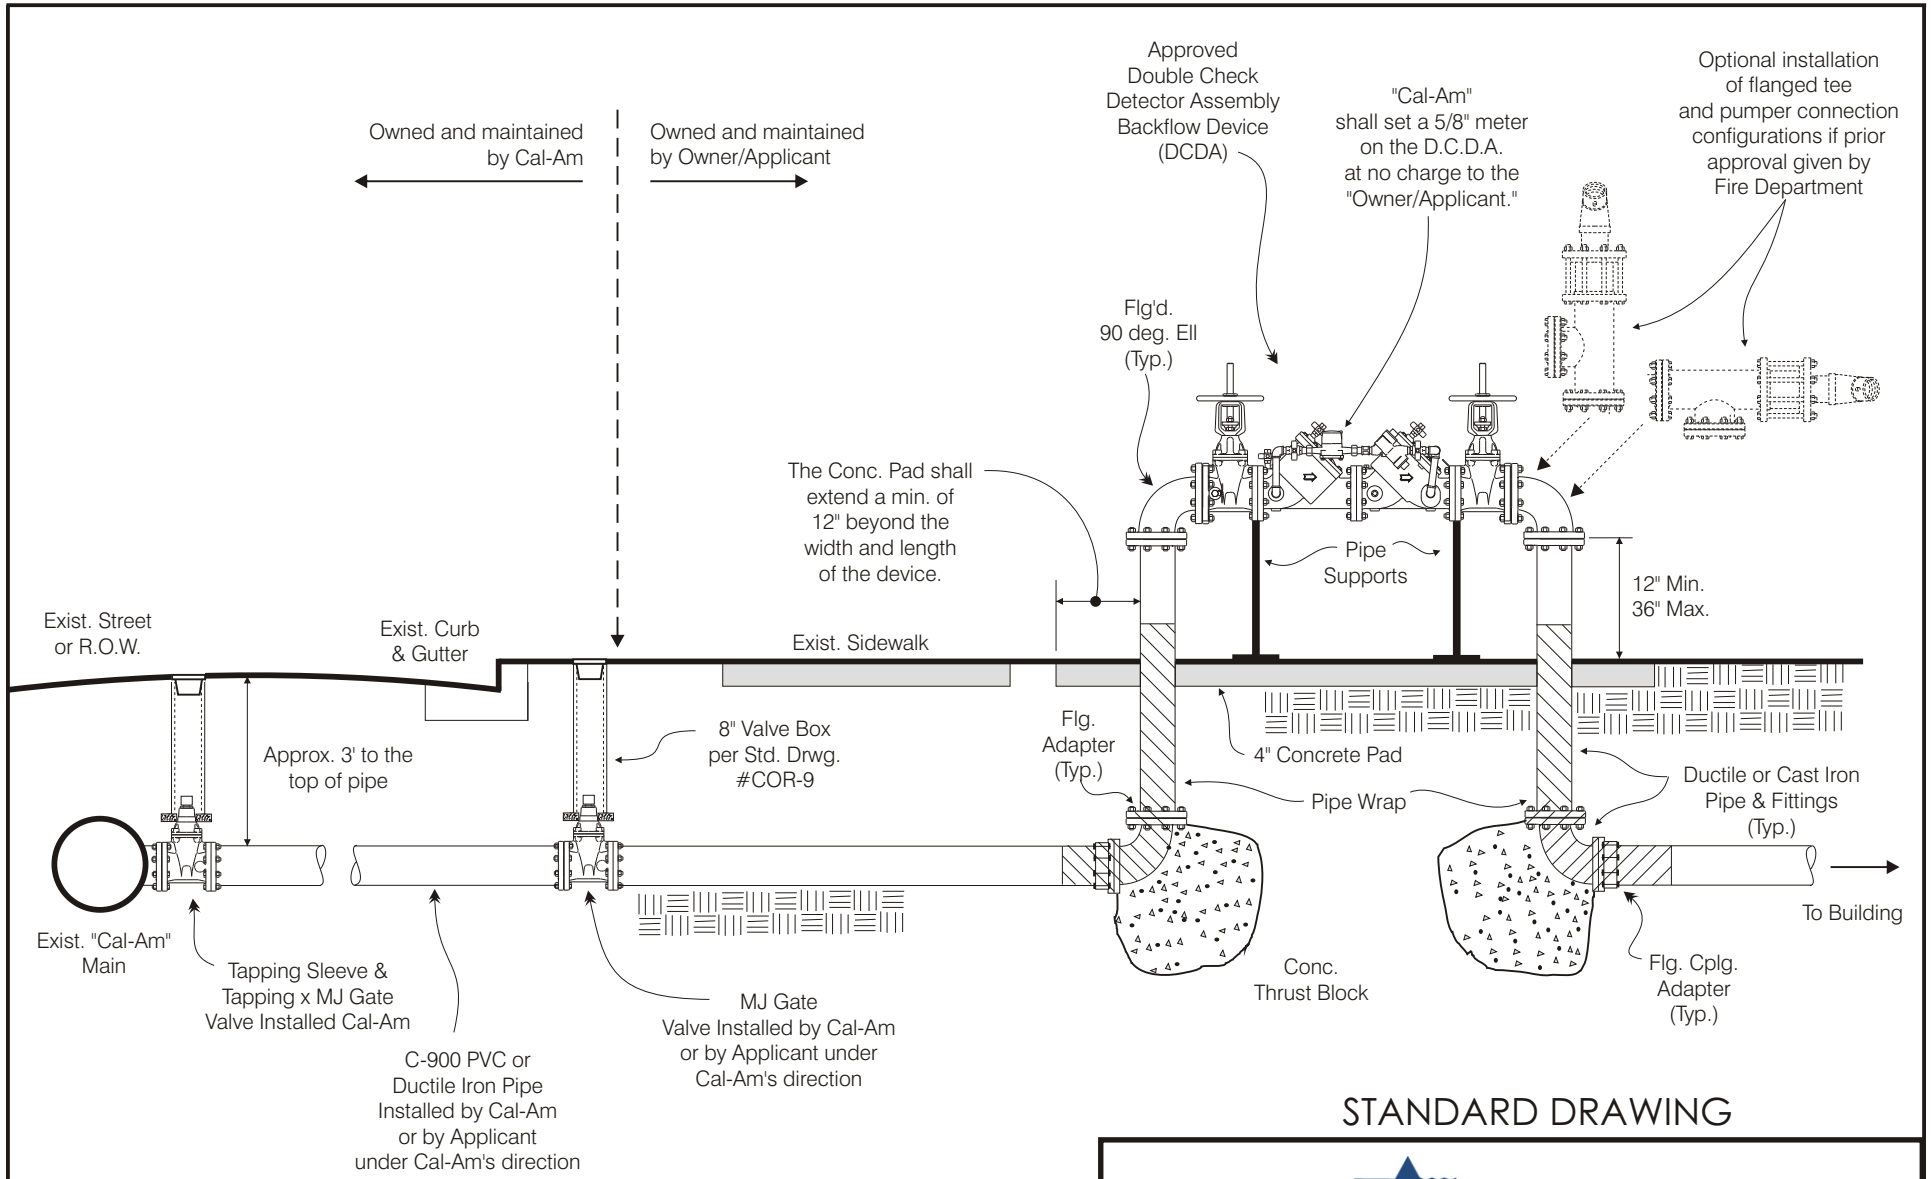 Approved
Double Check
Detector Assembly
Backflow Device
(DCDA)
"Cal-Am"
shall set a 5/8" meter
on the D.C.D.A.
at no charge to the
"Owner/Applicant."
Optional installation
of flanged tee
and pumper connection
configurations if prior
approval given by
Fire Department
Owned and maintained
by Cal-Am
Owned and maintained
by Owner/Applicant
Flg'd.
90 deg. Ell
(Typ.)
The Conc. Pad shall
extend a min. of
12" beyond the
width and length
of the device.
Pipe
Supports
12" Min.
36" Max.
Exist. Street
or R.O.W.
Exist. Curb
& Gutter
Exist. Sidewalk
Approx. 3' to the
top of pipe
8" Valve Box
per Std. Drwg.
#COR-9
Flg.
Adapter
(Typ.)
4" Concrete Pad
Pipe Wrap
Ductile or Cast Iron
Pipe & Fittings
(Typ.)
To Building
Exist. "Cal-Am"
Main
Tapping Sleeve &
Tapping x MJ Gate
Valve Installed Cal-Am
C-900 PVC or
Ductile Iron Pipe
Installed by Cal-Am
or by Applicant
under Cal-Am's direction
MJ Gate
Valve Installed by Cal-Am
or by Applicant under
Cal-Am's direction
Conc.
Thrust Block
Flg. Cplg.
Adapter
(Typ.)
STANDARD DRAWING